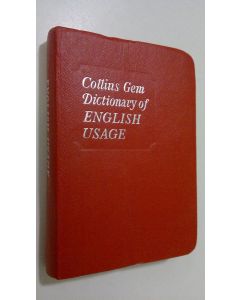 Collins Gem
Dictionary of
ENGLISH
USAGE